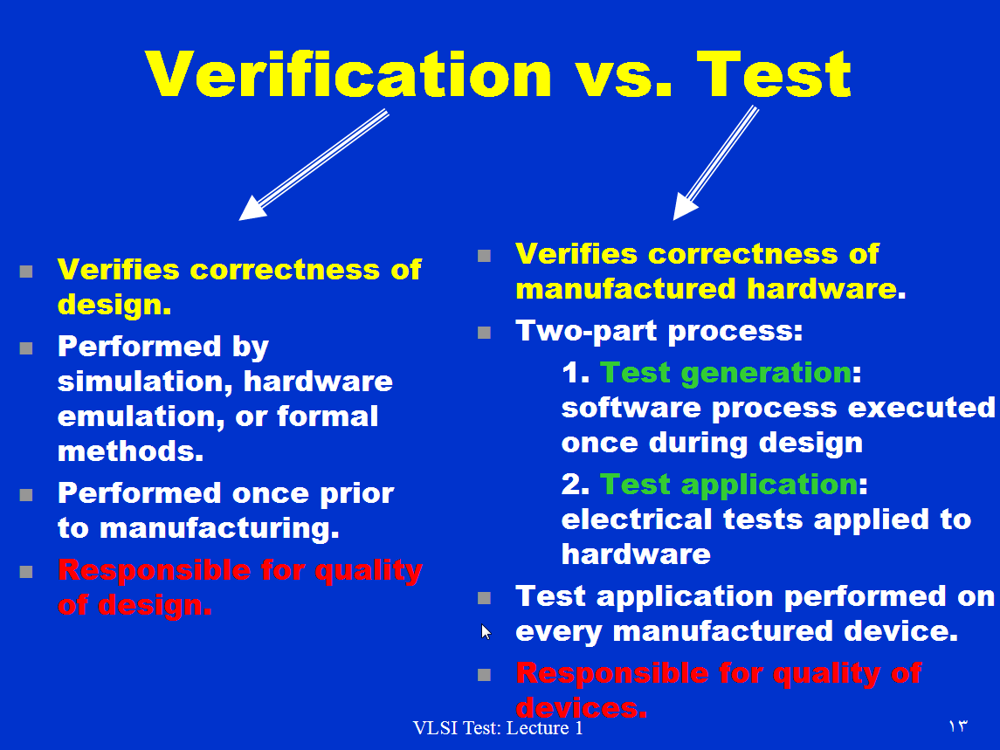 Verification vs. Test
Verifies correctness of
design.
Performed by
simulation, hardware
emulation, or formal
methods.
Performed once prior
to manufacturing.
Responsible for quality
of design.
Verifies correctness of
manufactured hardware.
Two-part process:
1. Test generation:
software process executed
once during design
2. Test application:
electrical tests applied to
hardware
Test application performed on
every manufactured device.
Responsible for quality of
devices.
VLSI Test: Lecture 1
١٣